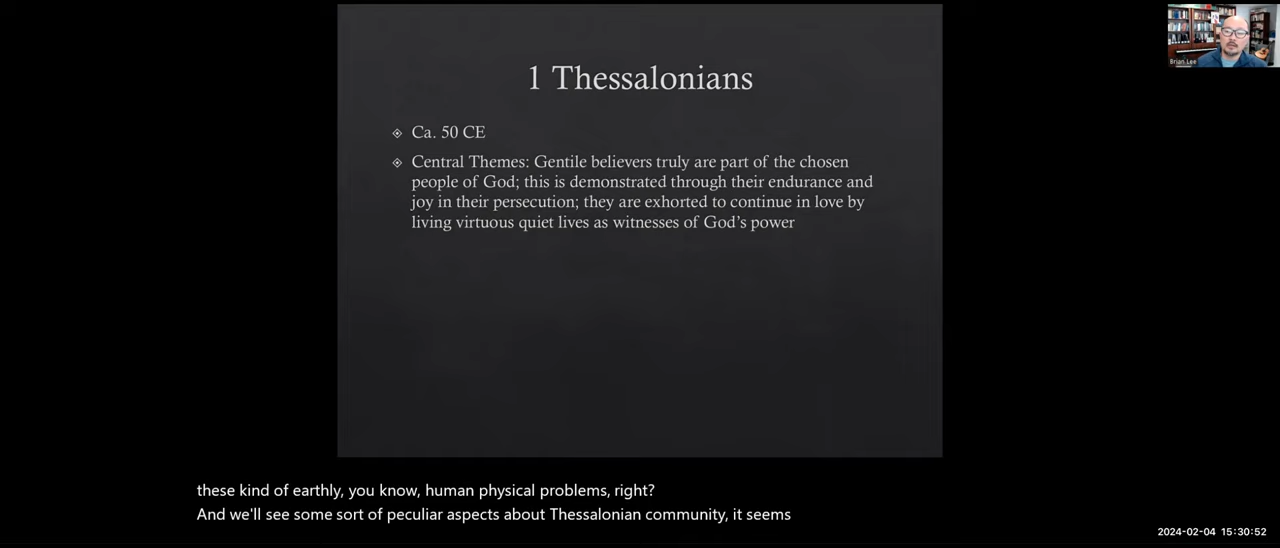 1 Thessalonians
Ca. 50 CE
Central Themes: Gentile believers truly are part of the chosen
people of God; this is demonstrated through their endurance and
joy in their persecution; they are exhorted to continue in love by
living virtuous quiet lives as witnesses of God’s power
Brian Lee
these kind of earthly, you know, human physical problems, right?
And we'll see some sort of peculiar aspects about Thessalonian community, it seems
2024-02-04 15:30:52